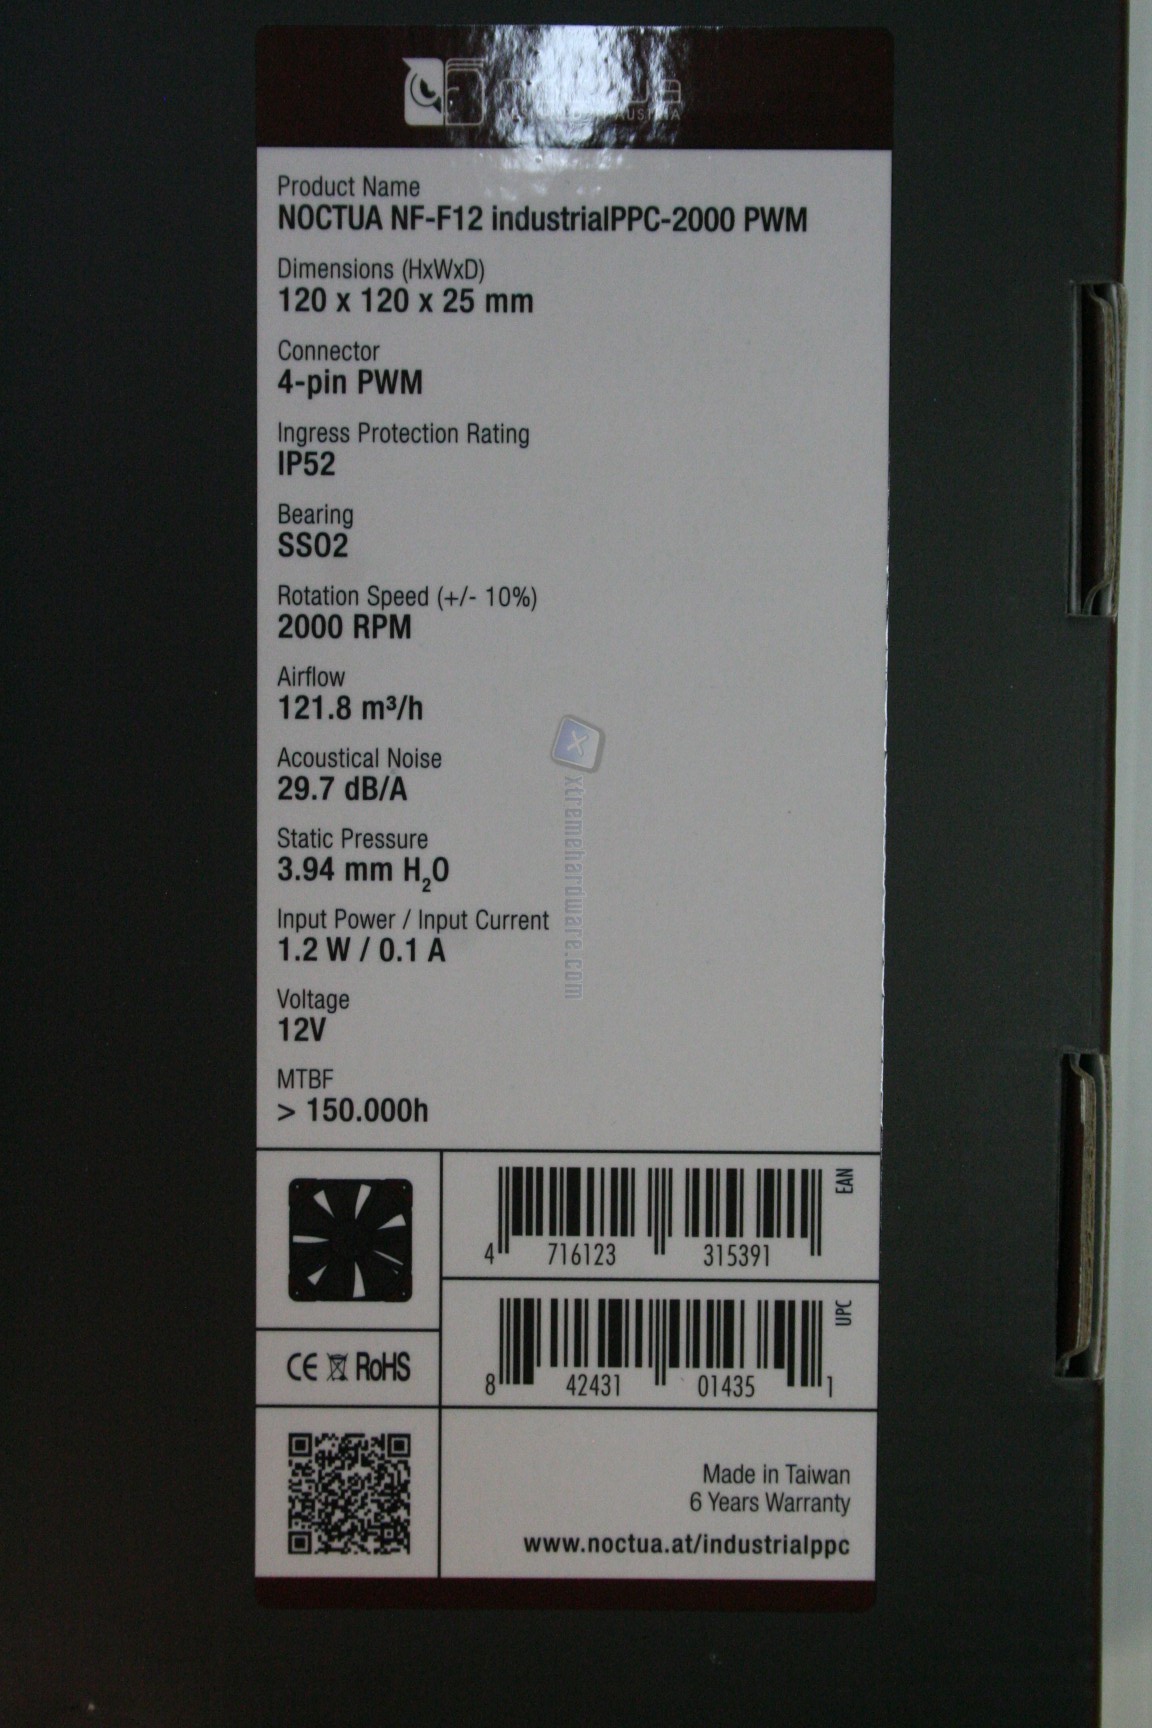 Product Name
NOCTUA NF-F12 industrialPPC-2000 PWM
Dimensions (HxWxD)
120 x 120 x 25 mm
Connector
4-pin PWM
Ingress Protection Rating
IP52
Bearing
SSO2
Rotation Speed (+/- 10%)
2000 RPM
Airflow
121.8 m³/h
Acoustical Noise
29.7 dB/A
Static Pressure
3.94 mm H₂O
Input Power / Input Current
1.2 W / 0.1 A
Voltage
12V
MTBF
> 150.000h
xtremehardware.com
EAN
4 716123 315391
UPC
8 42431 01435 1
CE RoHS
Made in Taiwan
6 Years Warranty
www.noctua.at/industrialppc